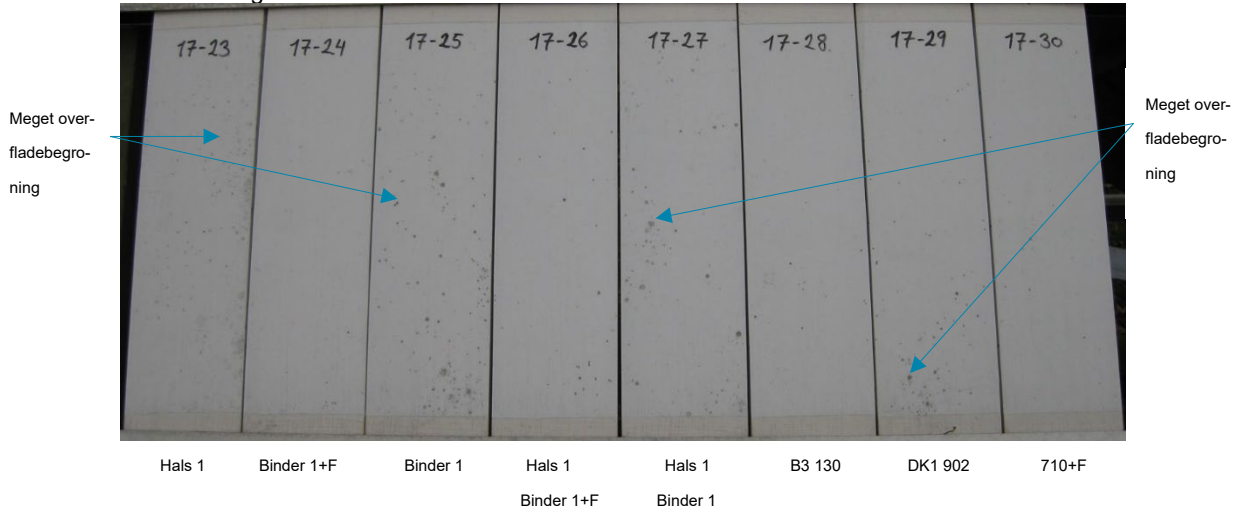 17-23 17-24 17-25 17-26 17-27 17-28 17-29 17-30
Meget over-
fladebegro-
ning
Meget over-
fladebegro-
ning
Hals 1 Binder 1+F Binder 1 Hals 1 Hals 1 B3 130 DK1 902 710+F
Binder 1+F Binder 1